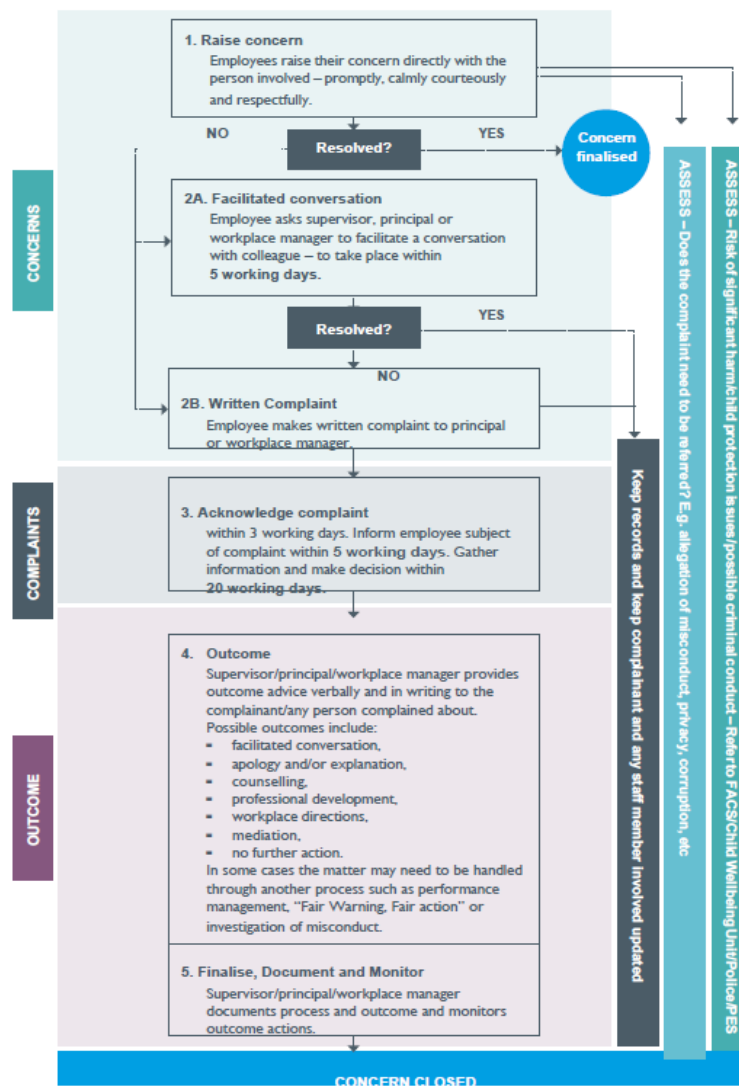 1. Raise concern
Employees raise their concern directly with the
person involved – promptly, calmly courteously
and respectfully.
NO
Resolved?
YES
Concern
finalised
2A. Facilitated conversation
Employee asks supervisor, principal or
workplace manager to facilitate a conversation
with colleague – to take place within
5 working days.
Resolved?
YES
NO
2B. Written Complaint
Employee makes written complaint to principal
or workplace manager.
CONCERNS
3. Acknowledge complaint
within 3 working days. Inform employee subject
of complaint within 5 working days. Gather
information and make decision within
20 working days.
COMPLAINTS
4. Outcome
Supervisor/principal/workplace manager provides
outcome advice verbally and in writing to the
complainant/any person complained about.
Possible outcomes include:
- facilitated conversation,
- apology and/or explanation,
- counselling,
- professional development,
- workplace directions,
- mediation,
- no further action.
In some cases the matter may need to be handled
through another process such as performance
management, “Fair Warning, Fair action” or
investigation of misconduct.
OUTCOME
5. Finalise, Document and Monitor
Supervisor/principal/workplace manager
documents process and outcome and monitors
outcome actions.
Keep records and keep complainant and any staff member involved updated
ASSESS – Does the complaint need to be referred? E.g. allegation of misconduct, privacy, corruption, etc
ASSESS – Risk of significant harm/child protection issues/possible criminal conduct – Refer to FACS/Child Wellbeing Unit/Police/PES
CONCERN CLOSED